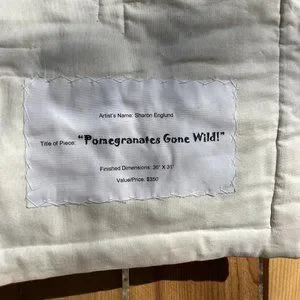 Artist's Name: Sharon Englund
Title of Piece: "Pomegranates Gone Wild!"
Finished Dimensions: 36" X 31"
Value/Price: $350